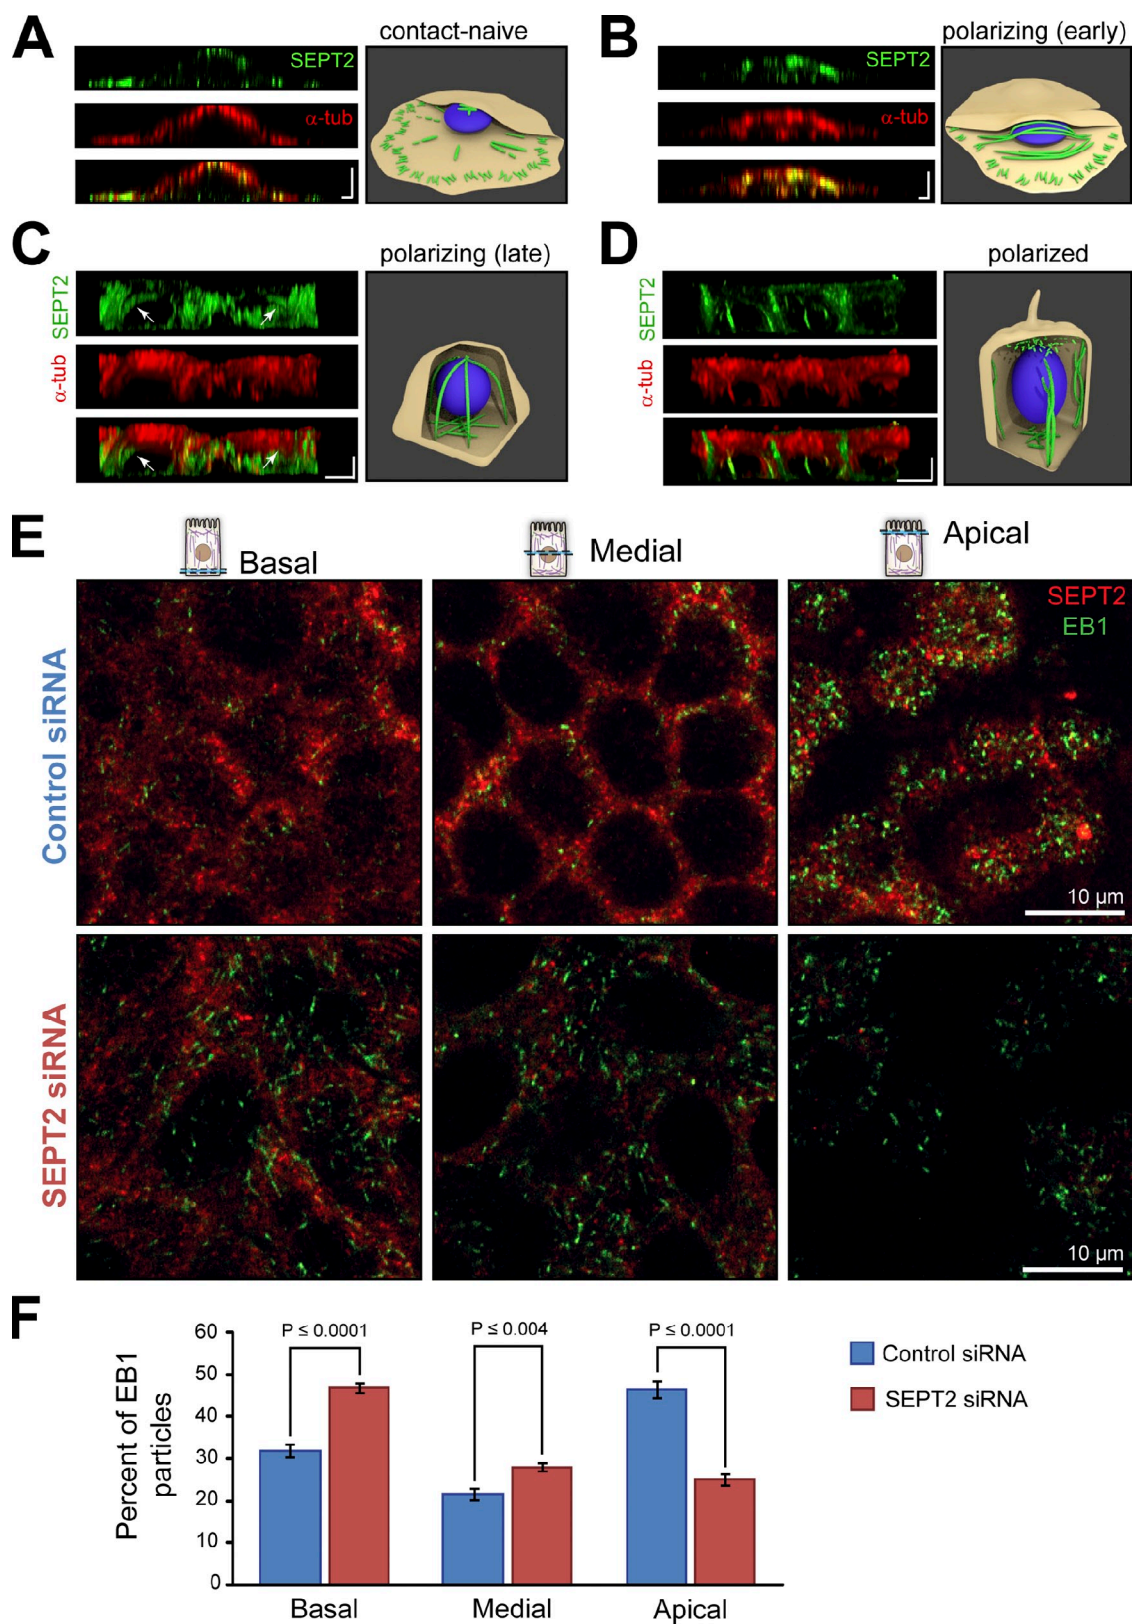 A
contact-naive
SEPT2
α-tub
B
polarizing (early)
SEPT2
α-tub
C
polarizing (late)
SEPT2
α-tub
D
polarized
SEPT2
α-tub
E
Basal
Medial
Apical
Control siRNA
SEPT2
EB1
10 µm
SEPT2 siRNA
10 µm
F
Percent of EB1
particles
60
50
40
30
20
10
0
P ≤ 0.0001
P ≤ 0.004
P ≤ 0.0001
Basal
Medial
Apical
Control siRNA
SEPT2 siRNA